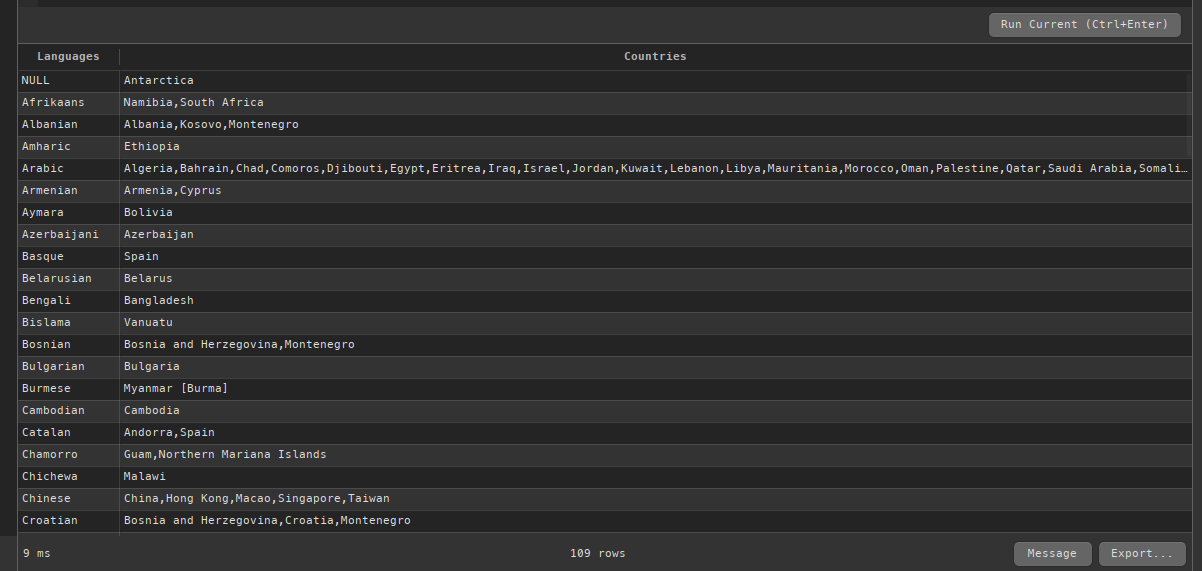 Run Current (Ctrl+Enter)
Languages Countries
NULL Antarctica
Afrikaans Namibia,South Africa
Albanian Albania,Kosovo,Montenegro
Amharic Ethiopia
Arabic Algeria,Bahrain,Chad,Comoros,Djibouti,Egypt,Eritrea,Iraq,Israel,Jordan,Kuwait,Lebanon,Libya,Mauritania,Morocco,Oman,Palestine,Qatar,Saudi Arabia,Somali…
Armenian Armenia,Cyprus
Aymara Bolivia
Azerbaijani Azerbaijan
Basque Spain
Belarusian Belarus
Bengali Bangladesh
Bislama Vanuatu
Bosnian Bosnia and Herzegovina,Montenegro
Bulgarian Bulgaria
Burmese Myanmar [Burma]
Cambodian Cambodia
Catalan Andorra,Spain
Chamorro Guam,Northern Mariana Islands
Chichewa Malawi
Chinese China,Hong Kong,Macao,Singapore,Taiwan
Croatian Bosnia and Herzegovina,Croatia,Montenegro
9 ms 109 rows Message Export...